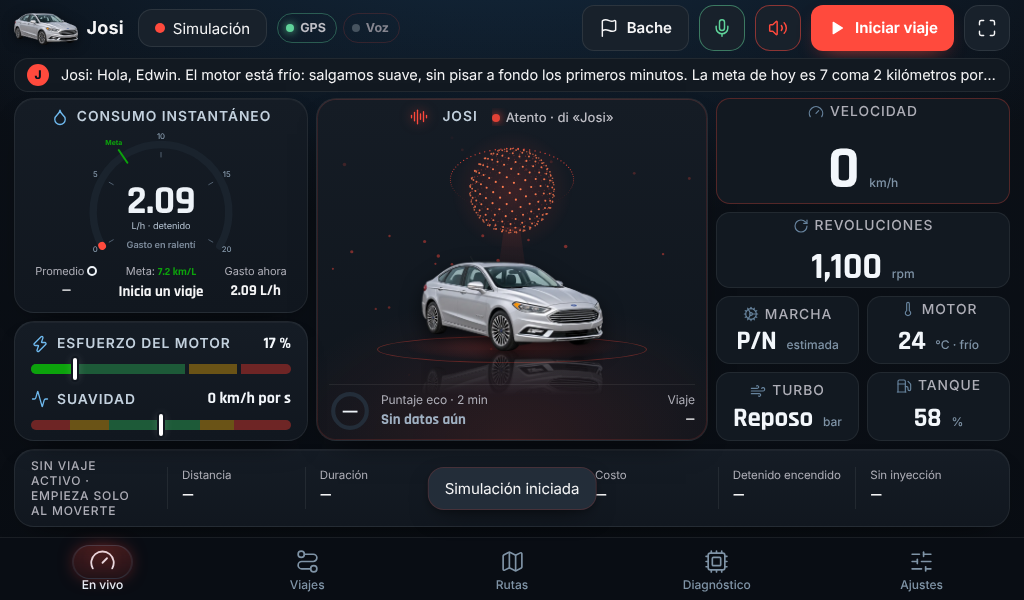 Josi
Simulación
GPS
Voz
Bache
Iniciar viaje
J
Josi: Hola, Edwin. El motor está frío: salgamos suave, sin pisar a fondo los primeros minutos. La meta de hoy es 7 coma 2 kilómetros por…
CONSUMO INSTANTÁNEO
Meta
0
5
10
15
20
2.09
L/h · detenido
Gasto en ralentí
Promedio
–
Meta: 7.2 km/L
Inicia un viaje
Gasto ahora
2.09 L/h
ESFUERZO DEL MOTOR
17 %
SUAVIDAD
0 km/h por s
JOSI
Atento · di «Josi»
–
Puntaje eco · 2 min
Sin datos aún
Viaje
–
VELOCIDAD
0 km/h
REVOLUCIONES
1,100 rpm
MARCHA
P/N estimada
MOTOR
24 °C · frío
TURBO
Reposo bar
TANQUE
58 %
SIN VIAJE
ACTIVO ·
EMPIEZA SOLO
AL MOVERTE
Distancia
–
Duración
–
Simulación iniciada
Costo
–
Detenido encendido
–
Sin inyección
–
En vivo
Viajes
Rutas
Diagnóstico
Ajustes